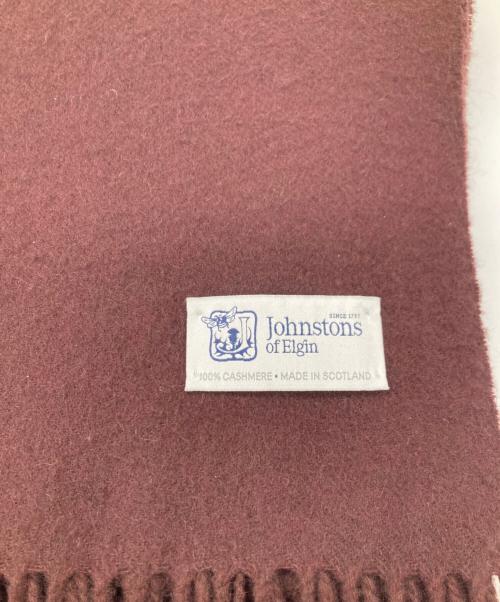 SINCE 1797
Johnstons
of Elgin
100% CASHMERE • MADE IN SCOTLAND